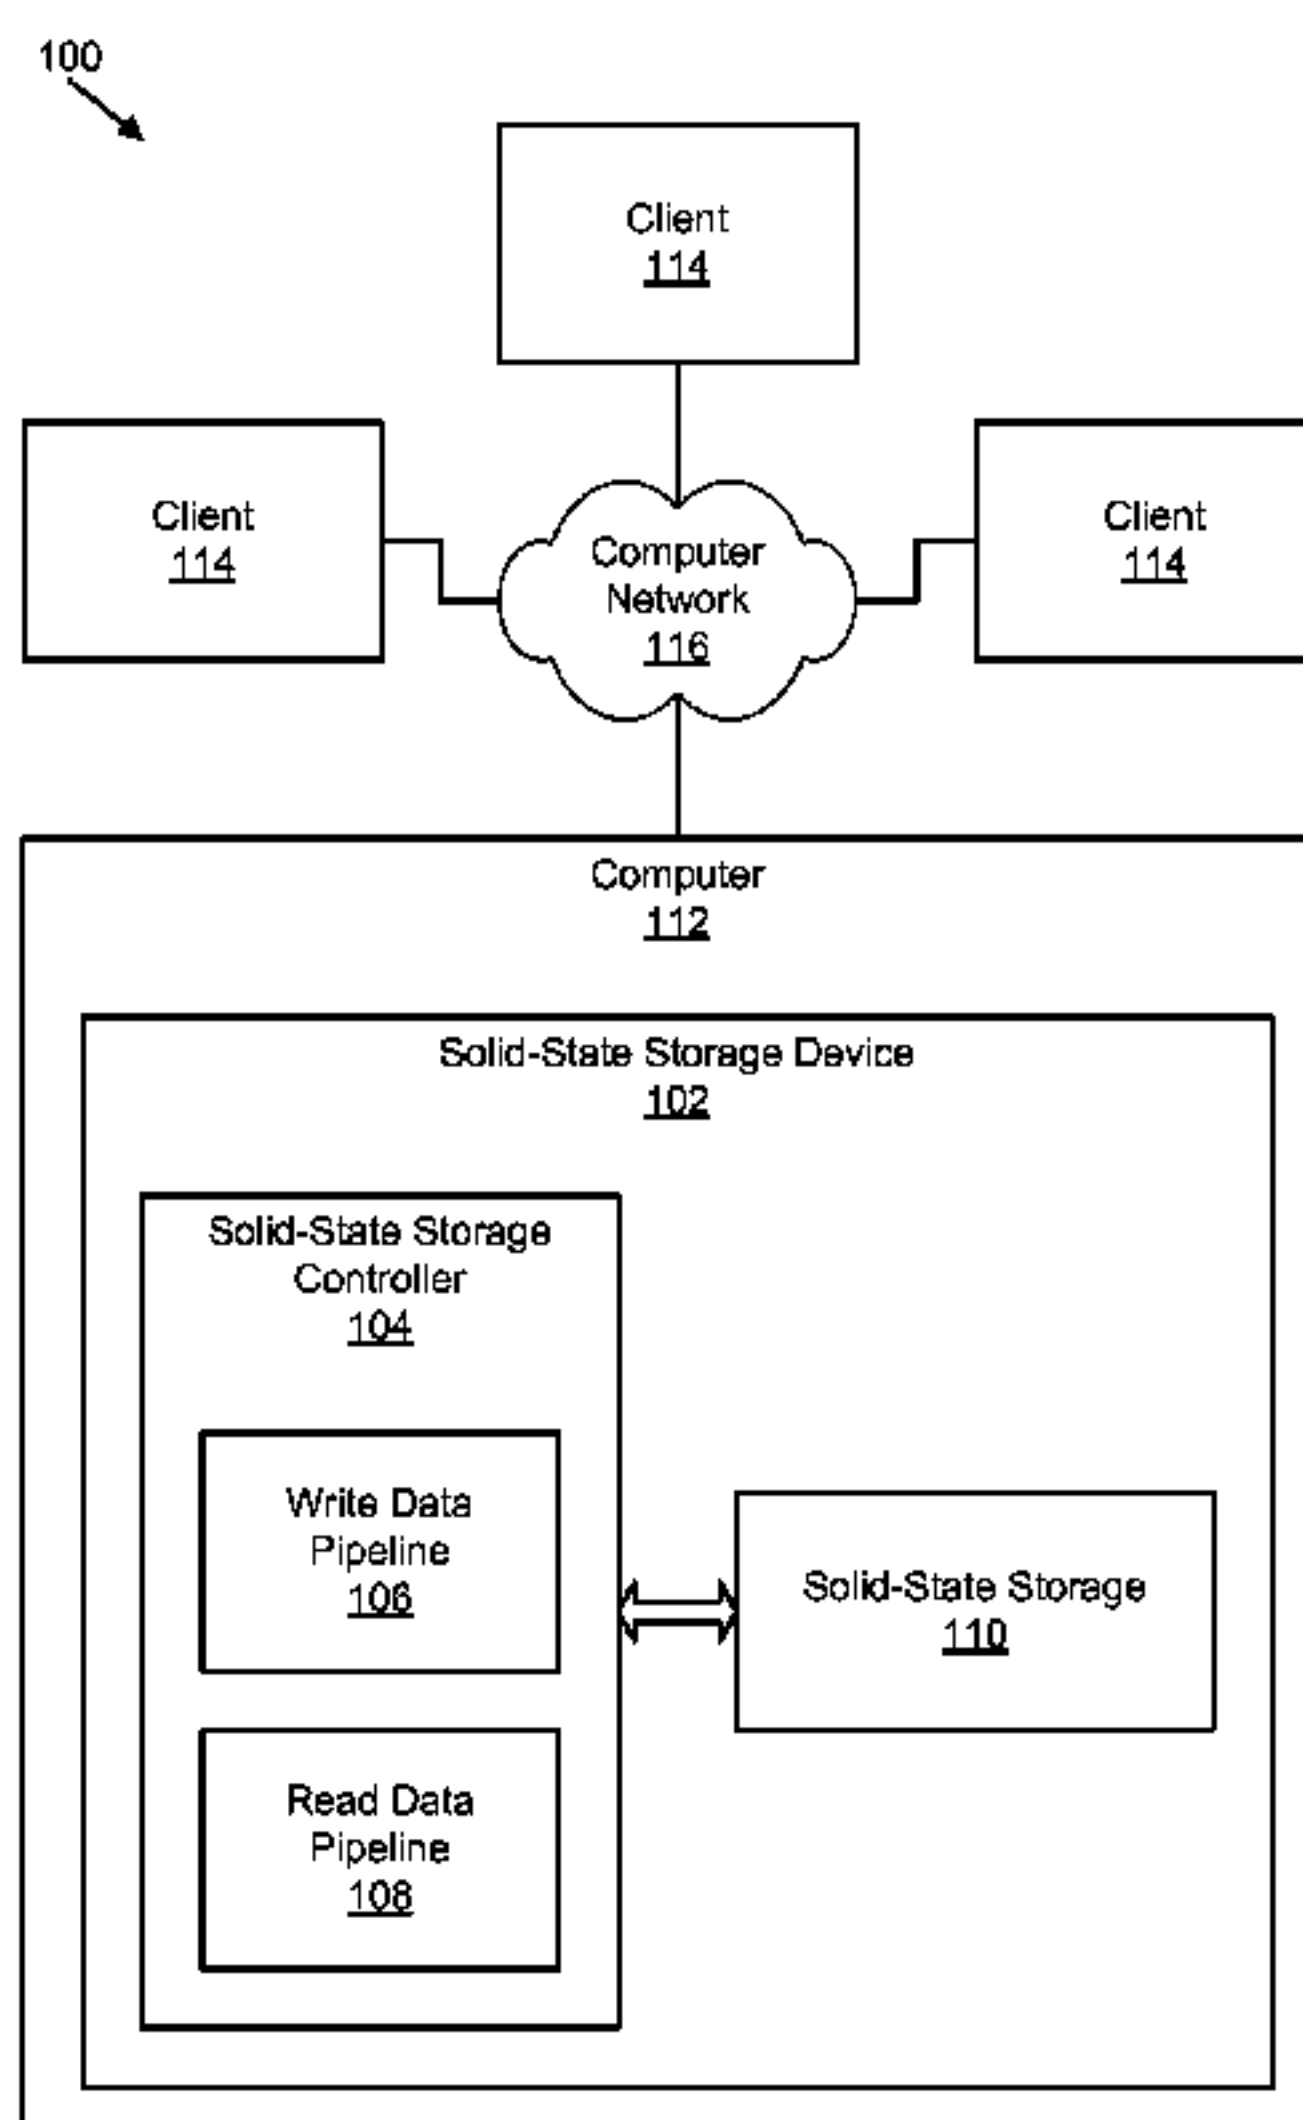 100
Client
114
Client
114
Computer
Network
116
Client
114
Computer
112
Solid-State Storage Device
102
Solid-State Storage
Controller
104
Write Data
Pipeline
106
Solid-State Storage
110
Read Data
Pipeline
108